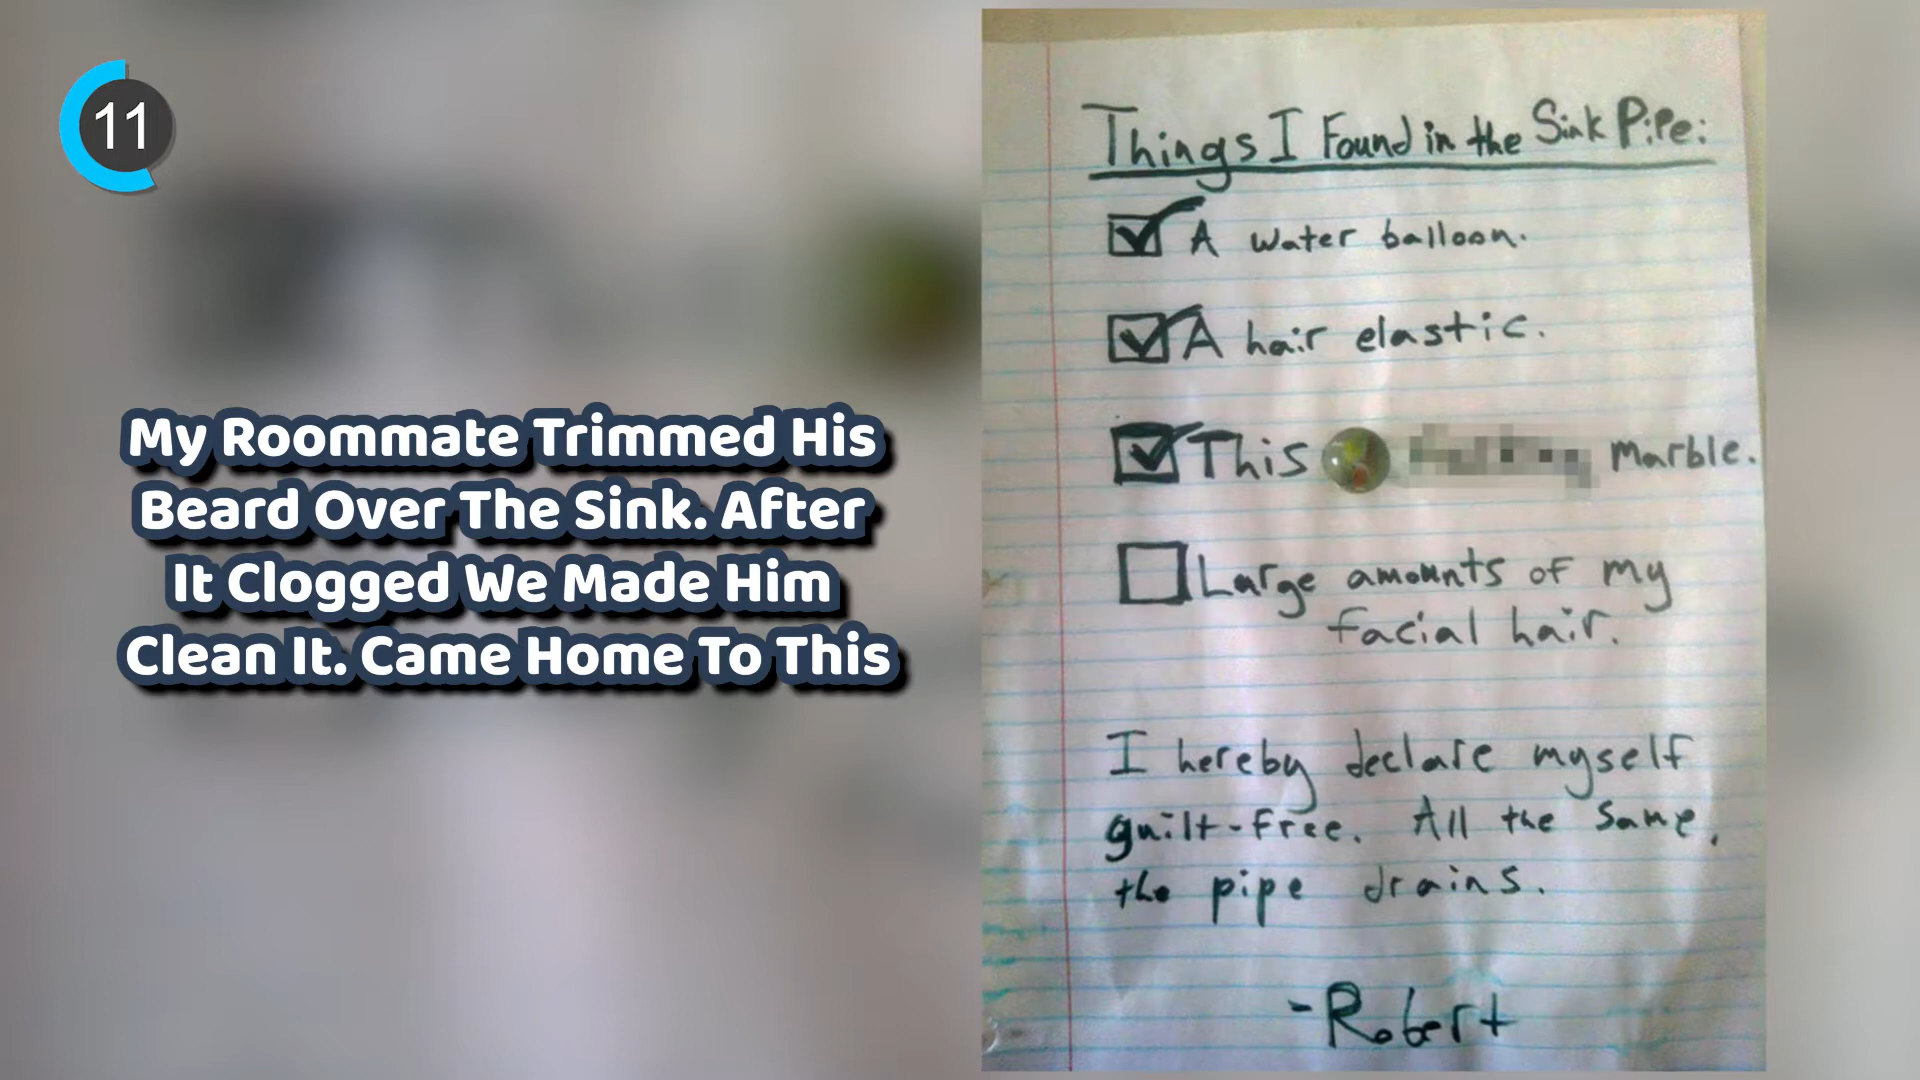 11
My Roommate Trimmed His
Beard Over The Sink. After
It Clogged We Made Him
Clean It. Came Home To This
Things I Found in the Sink Pipe:
A water balloon.
A hair elastic.
This marble.
Large amounts of my
facial hair.
I hereby declare myself
guilt-free. All the same,
the pipe drains.
-Robert